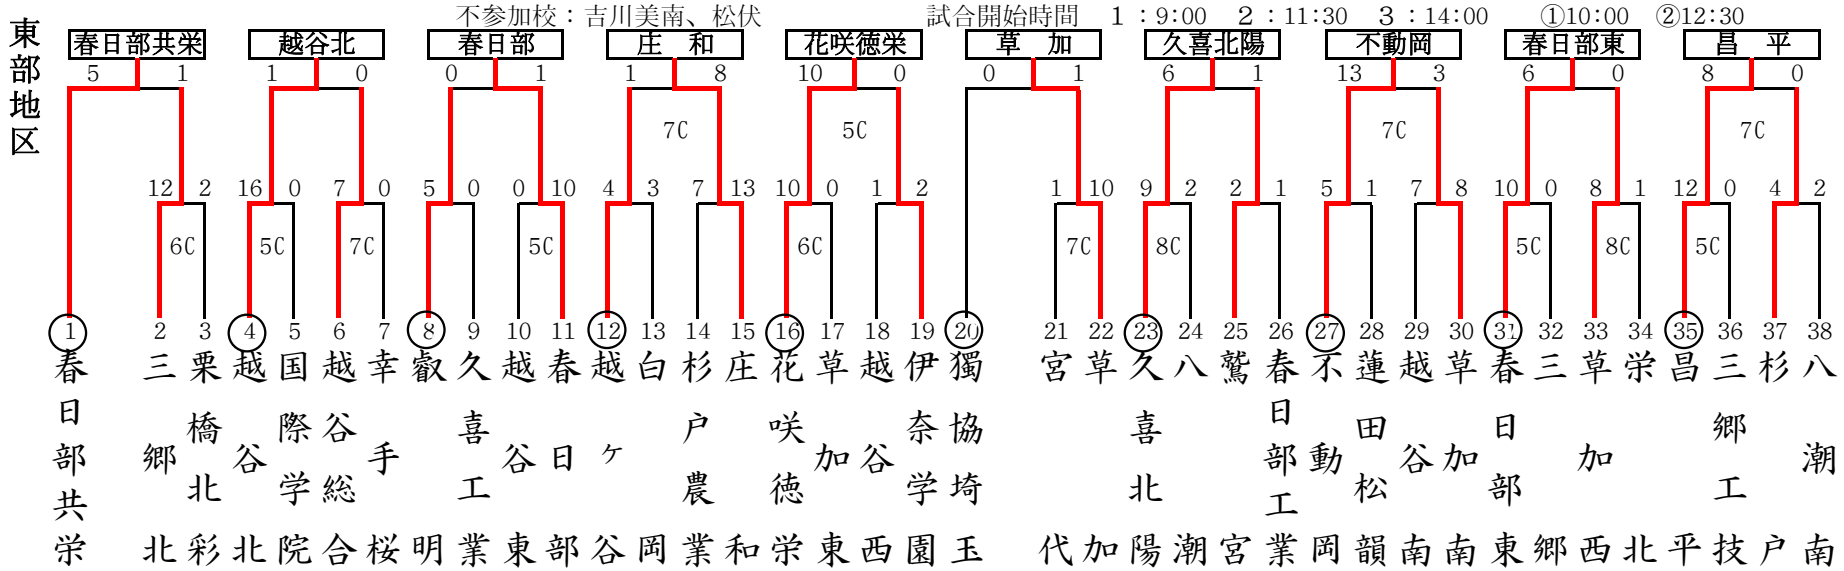 不参加校：吉川美南、松伏　試合開始時間　1：9:00　2：11:30　3：14:00　①10:00　②12:30
東部地区
春日部共栄　越谷北　春日部　庄和　花咲徳栄　草加　久喜北陽　不動岡　春日部東　昌平
5 1 1 0 0 1 1 8 10 0 0 1 6 1 13 3 6 0 8 0
7C 5C 7C 7C
12 2 16 0 7 0 5 0 0 10 4 3 7 13 10 0 1 2 1 10 9 2 2 1 5 1 7 8 10 0 8 1 12 0 4 2
6C 5C 7C 5C 6C 7C 8C 5C 8C 5C
1 2 3 4 5 6 7 8 9 10 11 12 13 14 15 16 17 18 19 20 21 22 23 24 25 26 27 28 29 30 31 32 33 34 35 36 37 38
春日部共栄
三郷北
栗橋北彩
越谷北
国際学院
越谷総合
幸手桜
叡明
久喜工業
越谷東
春日部
越ヶ谷
白岡
杉戸農業
庄和
花咲徳栄
草加東
越谷西
伊奈学園
獨協埼玉
宮代
草加
久喜北陽
八潮
鷲宮
春日部工業
不動岡
蓮田松韻
越谷南
草加南
春日部東
三郷
草加西
栄北
昌平
三郷工技
杉戸
八潮南